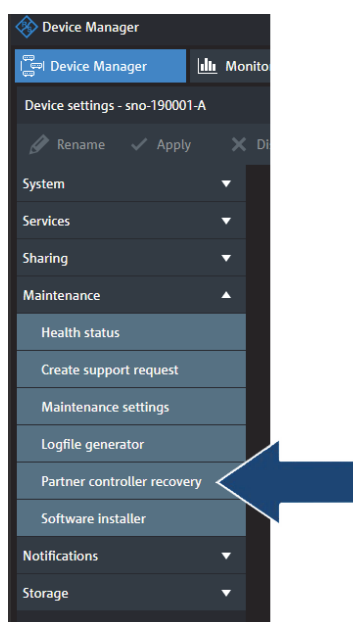 Device Manager
Device Manager
Device settings - sno-190001-A
Rename Apply
System
Services
Sharing
Maintenance
Health status
Create support request
Maintenance settings
Logfile generator
Partner controller recovery
Software installer
Notifications
Storage